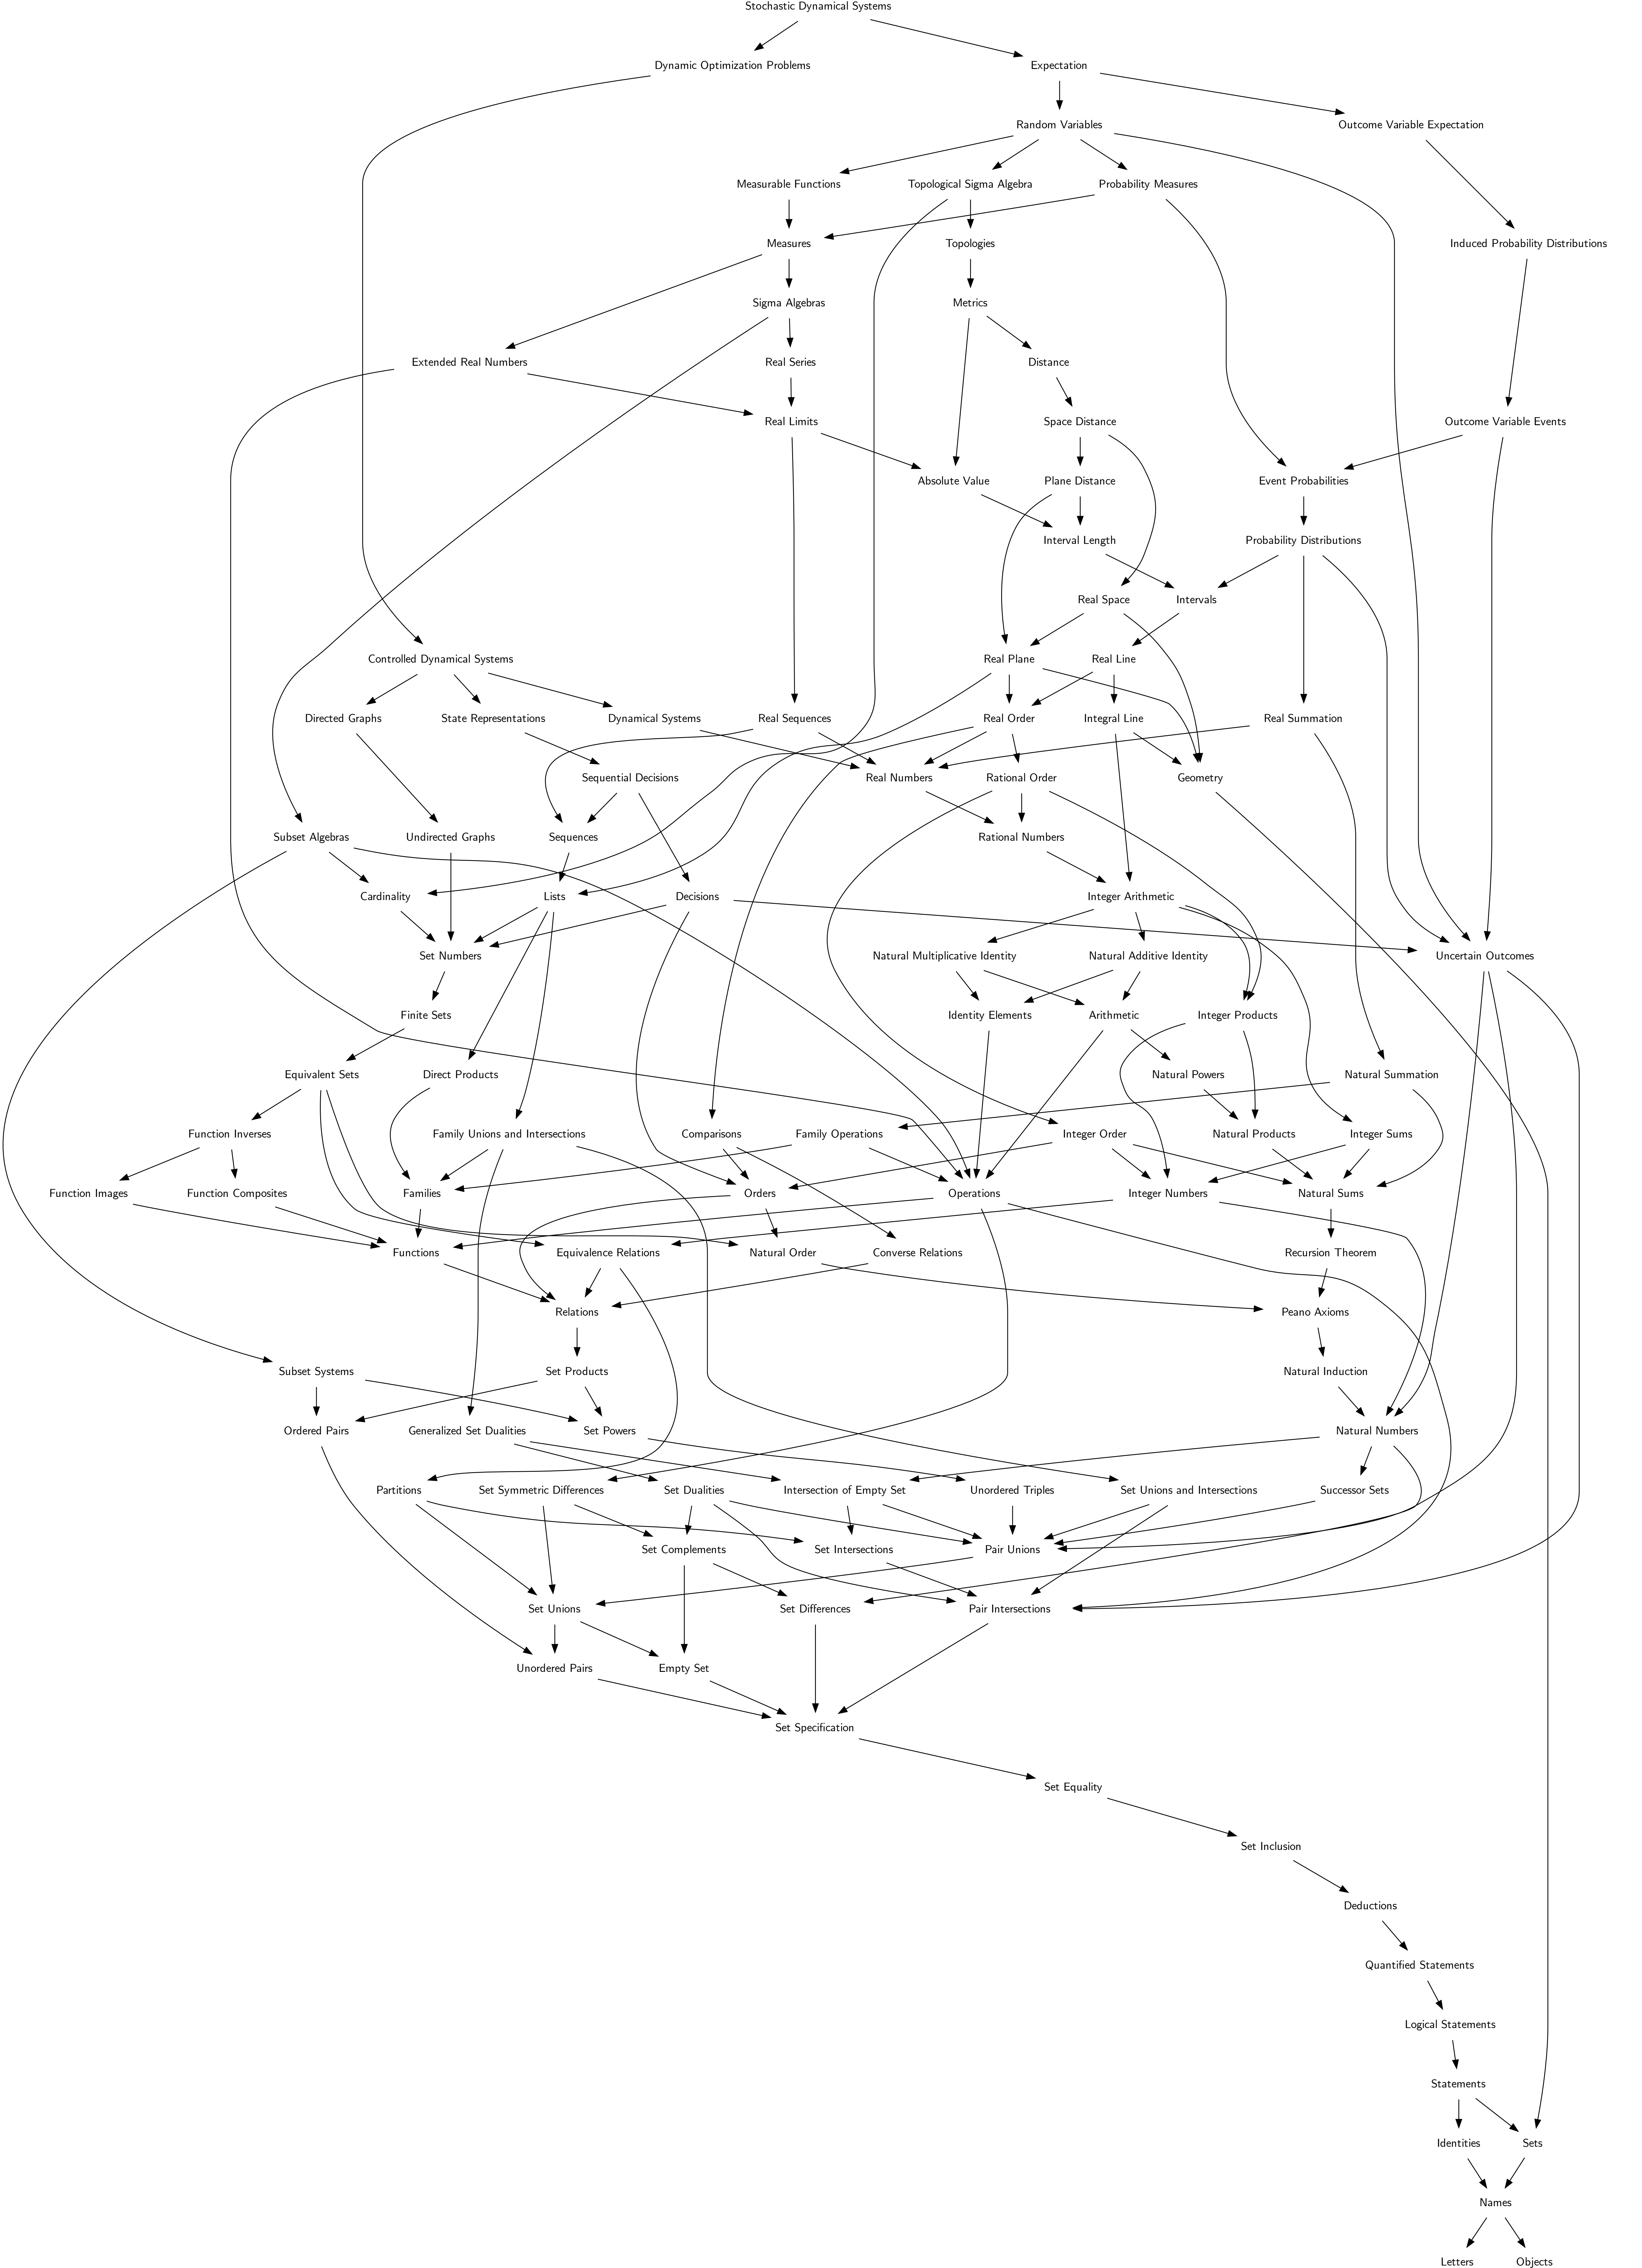 Stochastic Dynamical Systems
Dynamic Optimization Problems
Expectation
Random Variables
Outcome Variable Expectation
Measurable Functions
Topological Sigma Algebra
Probability Measures
Measures
Topologies
Induced Probability Distributions
Sigma Algebras
Metrics
Extended Real Numbers
Real Series
Distance
Real Limits
Space Distance
Outcome Variable Events
Absolute Value
Plane Distance
Event Probabilities
Interval Length
Probability Distributions
Real Space
Intervals
Controlled Dynamical Systems
Real Plane
Real Line
Directed Graphs
State Representations
Dynamical Systems
Real Sequences
Real Order
Integral Line
Real Summation
Sequential Decisions
Real Numbers
Rational Order
Geometry
Subset Algebras
Undirected Graphs
Sequences
Rational Numbers
Cardinality
Lists
Decisions
Integer Arithmetic
Set Numbers
Natural Multiplicative Identity
Natural Additive Identity
Uncertain Outcomes
Finite Sets
Identity Elements
Arithmetic
Integer Products
Equivalent Sets
Direct Products
Natural Powers
Natural Summation
Function Inverses
Family Unions and Intersections
Comparisons
Family Operations
Integer Order
Natural Products
Integer Sums
Function Images
Function Composites
Families
Orders
Operations
Integer Numbers
Natural Sums
Functions
Equivalence Relations
Natural Order
Converse Relations
Recursion Theorem
Relations
Peano Axioms
Subset Systems
Set Products
Natural Induction
Ordered Pairs
Generalized Set Dualities
Set Powers
Natural Numbers
Partitions
Set Symmetric Differences
Set Dualities
Intersection of Empty Set
Unordered Triples
Set Unions and Intersections
Successor Sets
Set Complements
Set Intersections
Pair Unions
Set Unions
Set Differences
Pair Intersections
Unordered Pairs
Empty Set
Set Specification
Set Equality
Set Inclusion
Deductions
Quantified Statements
Logical Statements
Statements
Identities
Sets
Names
Letters
Objects